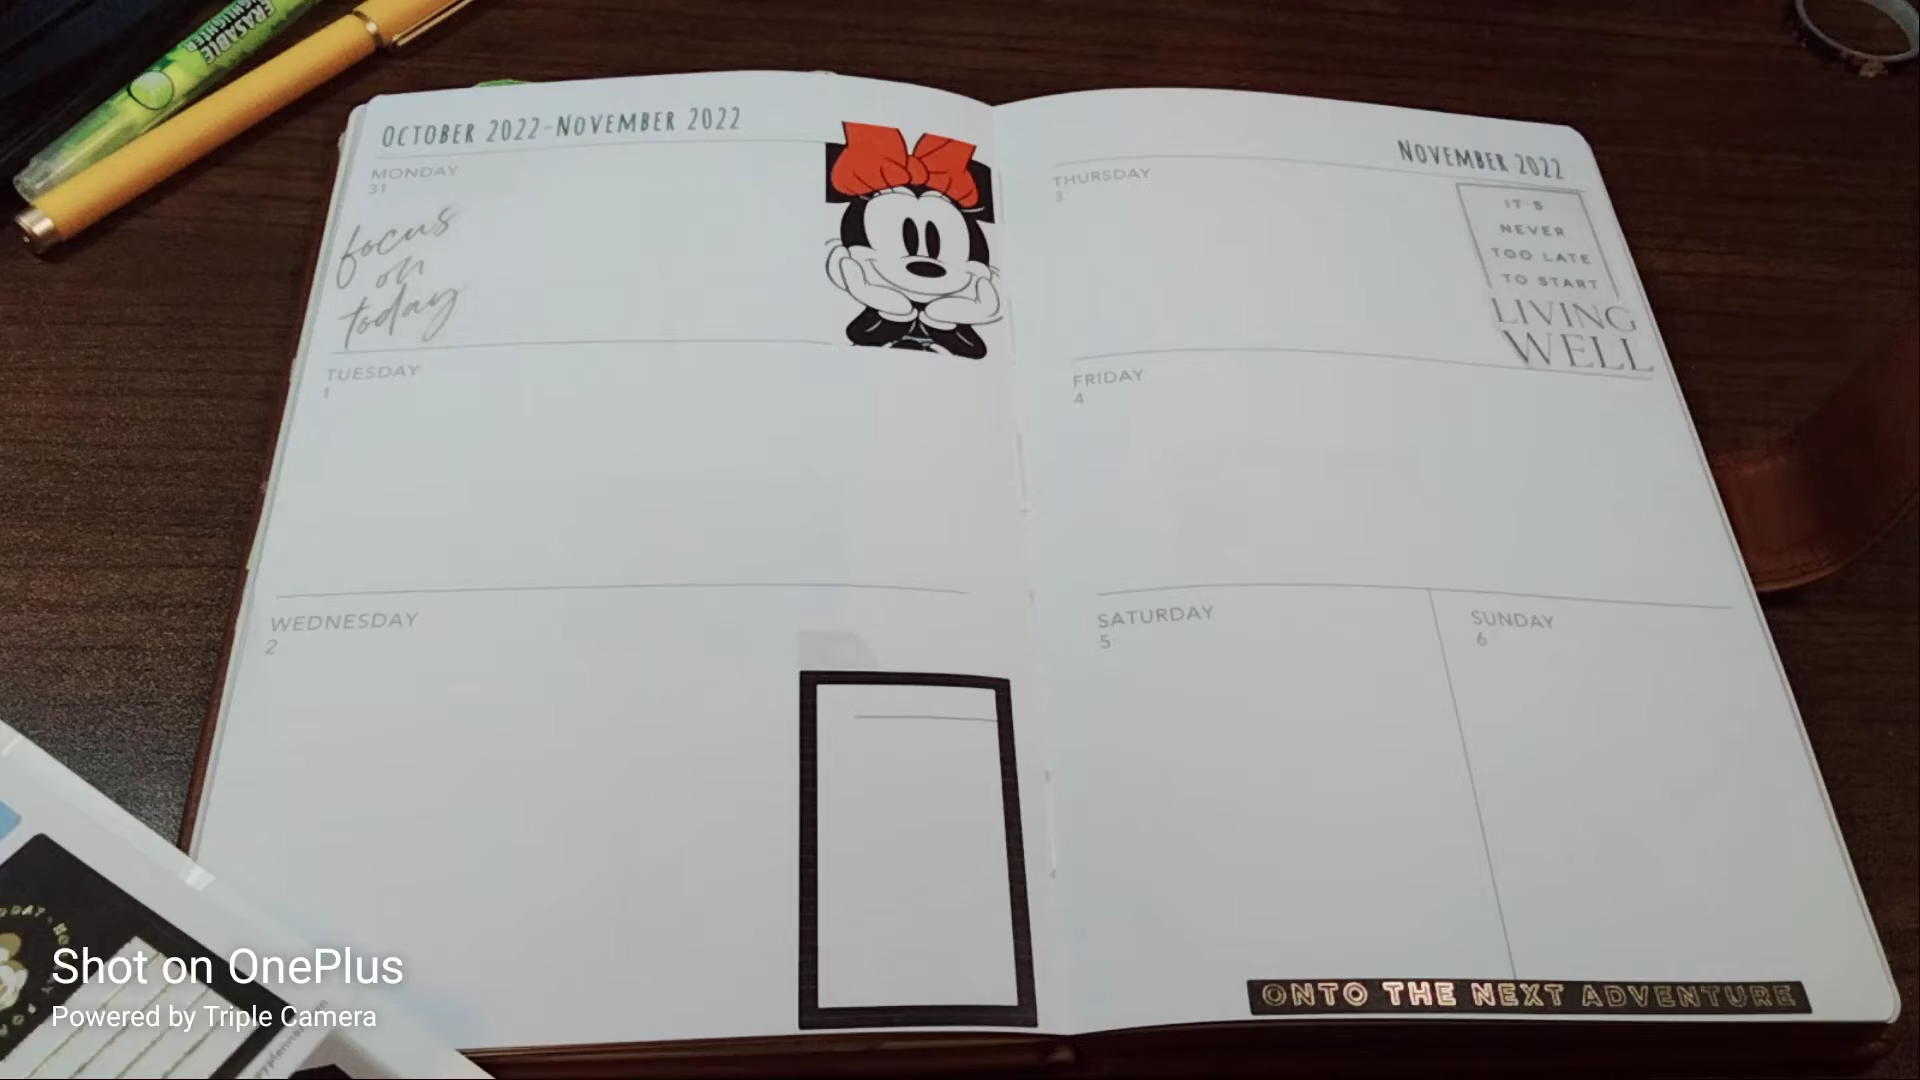 ERASABLE
HIGHLIGHTER
OCTOBER 2022-NOVEMBER 2022
MONDAY
31
focus
on
today
TUESDAY
1
WEDNESDAY
2
NOVEMBER 2022
THURSDAY
3
IT'S
NEVER
TOO LATE
TO START
LIVING
WELL
FRIDAY
4
SATURDAY
5
SUNDAY
6
ONTO THE NEXT ADVENTURE
Shot on OnePlus
Powered by Triple Camera